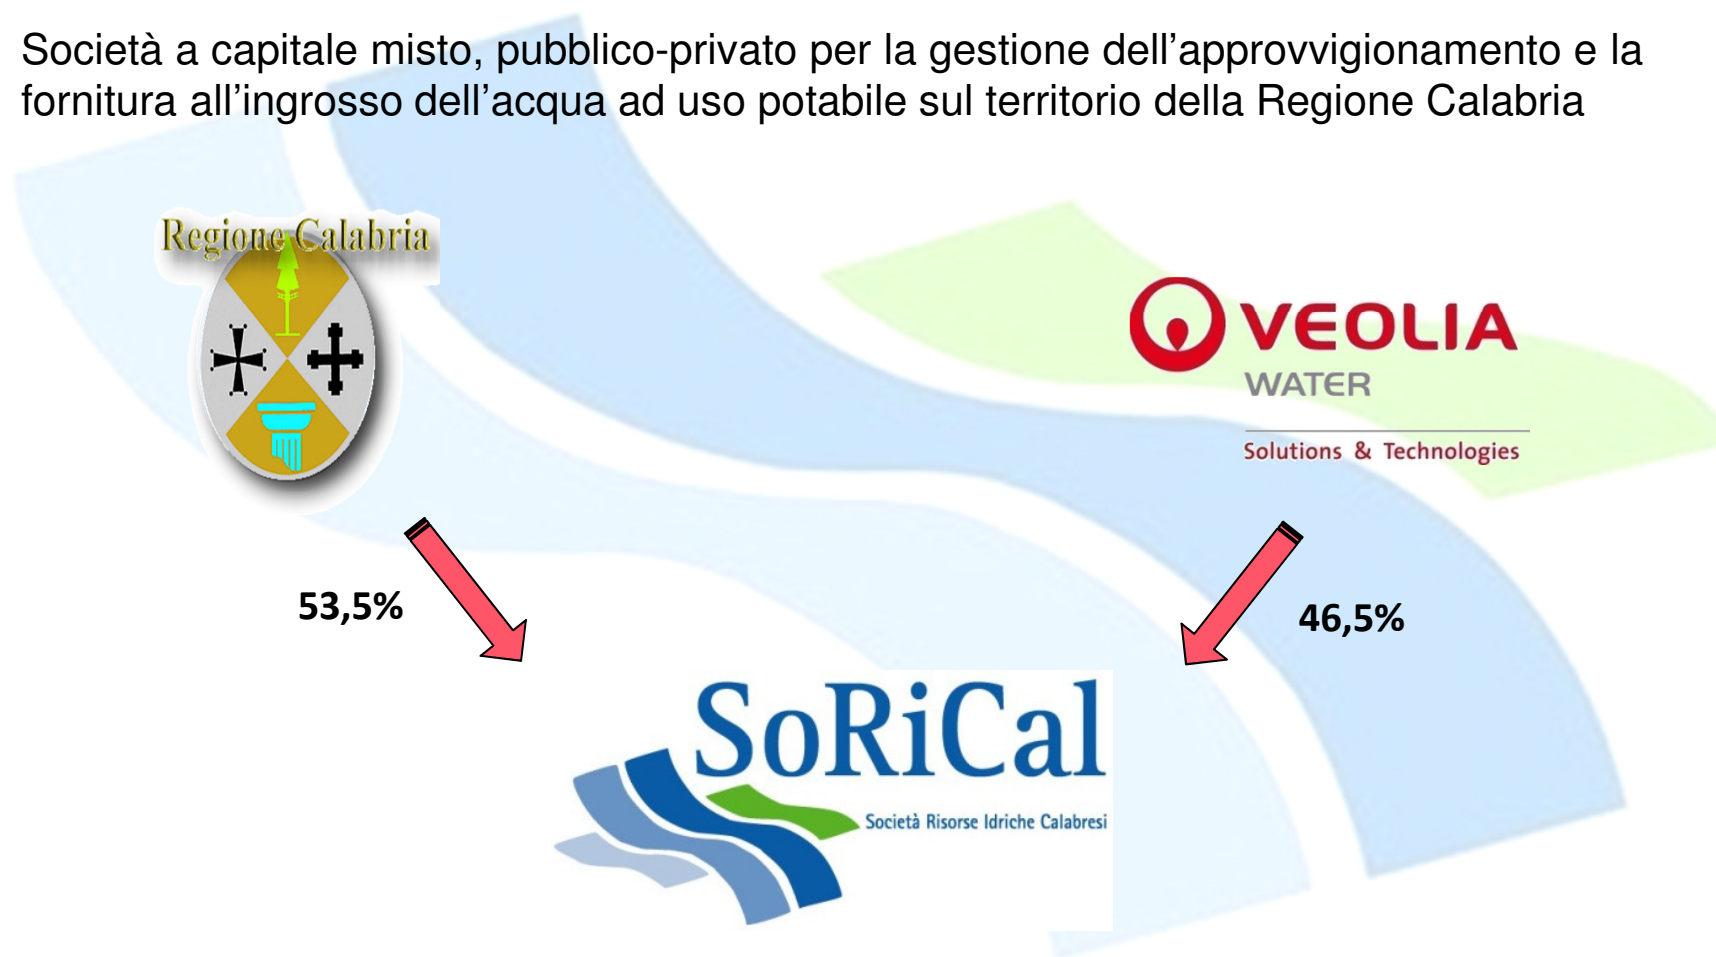 Società a capitale misto, pubblico-privato per la gestione dell’approvvigionamento e la
fornitura all’ingrosso dell’acqua ad uso potabile sul territorio della Regione Calabria
Regione Calabria
VEOLIA
WATER
Solutions & Technologies
53,5%
46,5%
SoRiCal
Società Risorse Idriche Calabresi